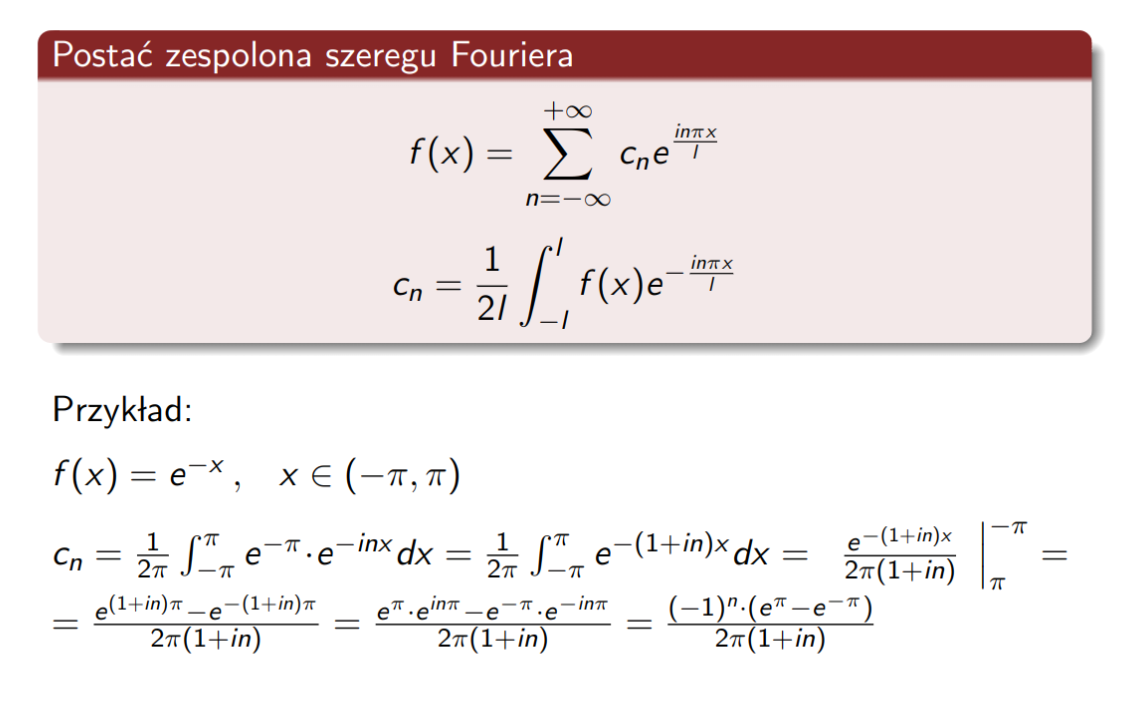 Postać zespolona szeregu Fouriera
$f(x) = \sum_{n=-\infty}^{+\infty} c_n e^{\frac{in\pi x}{l}}$
$c_n = \frac{1}{2l} \int_{-l}^{l} f(x) e^{-\frac{in\pi x}{l}}$
Przykład:
$f(x) = e^{-x}, \quad x \in (-\pi, \pi)$
$c_n = \frac{1}{2\pi} \int_{-\pi}^{\pi} e^{-\pi} \cdot e^{-inx} dx = \frac{1}{2\pi} \int_{-\pi}^{\pi} e^{-(1+in)x} dx = \left. \frac{e^{-(1+in)x}}{2\pi(1+in)} \right|_{\pi}^{-\pi} =$
$= \frac{e^{(1+in)\pi} - e^{-(1+in)\pi}}{2\pi(1+in)} = \frac{e^{\pi} \cdot e^{in\pi} - e^{-\pi} \cdot e^{-in\pi}}{2\pi(1+in)} = \frac{(-1)^n \cdot (e^{\pi} - e^{-\pi})}{2\pi(1+in)}$